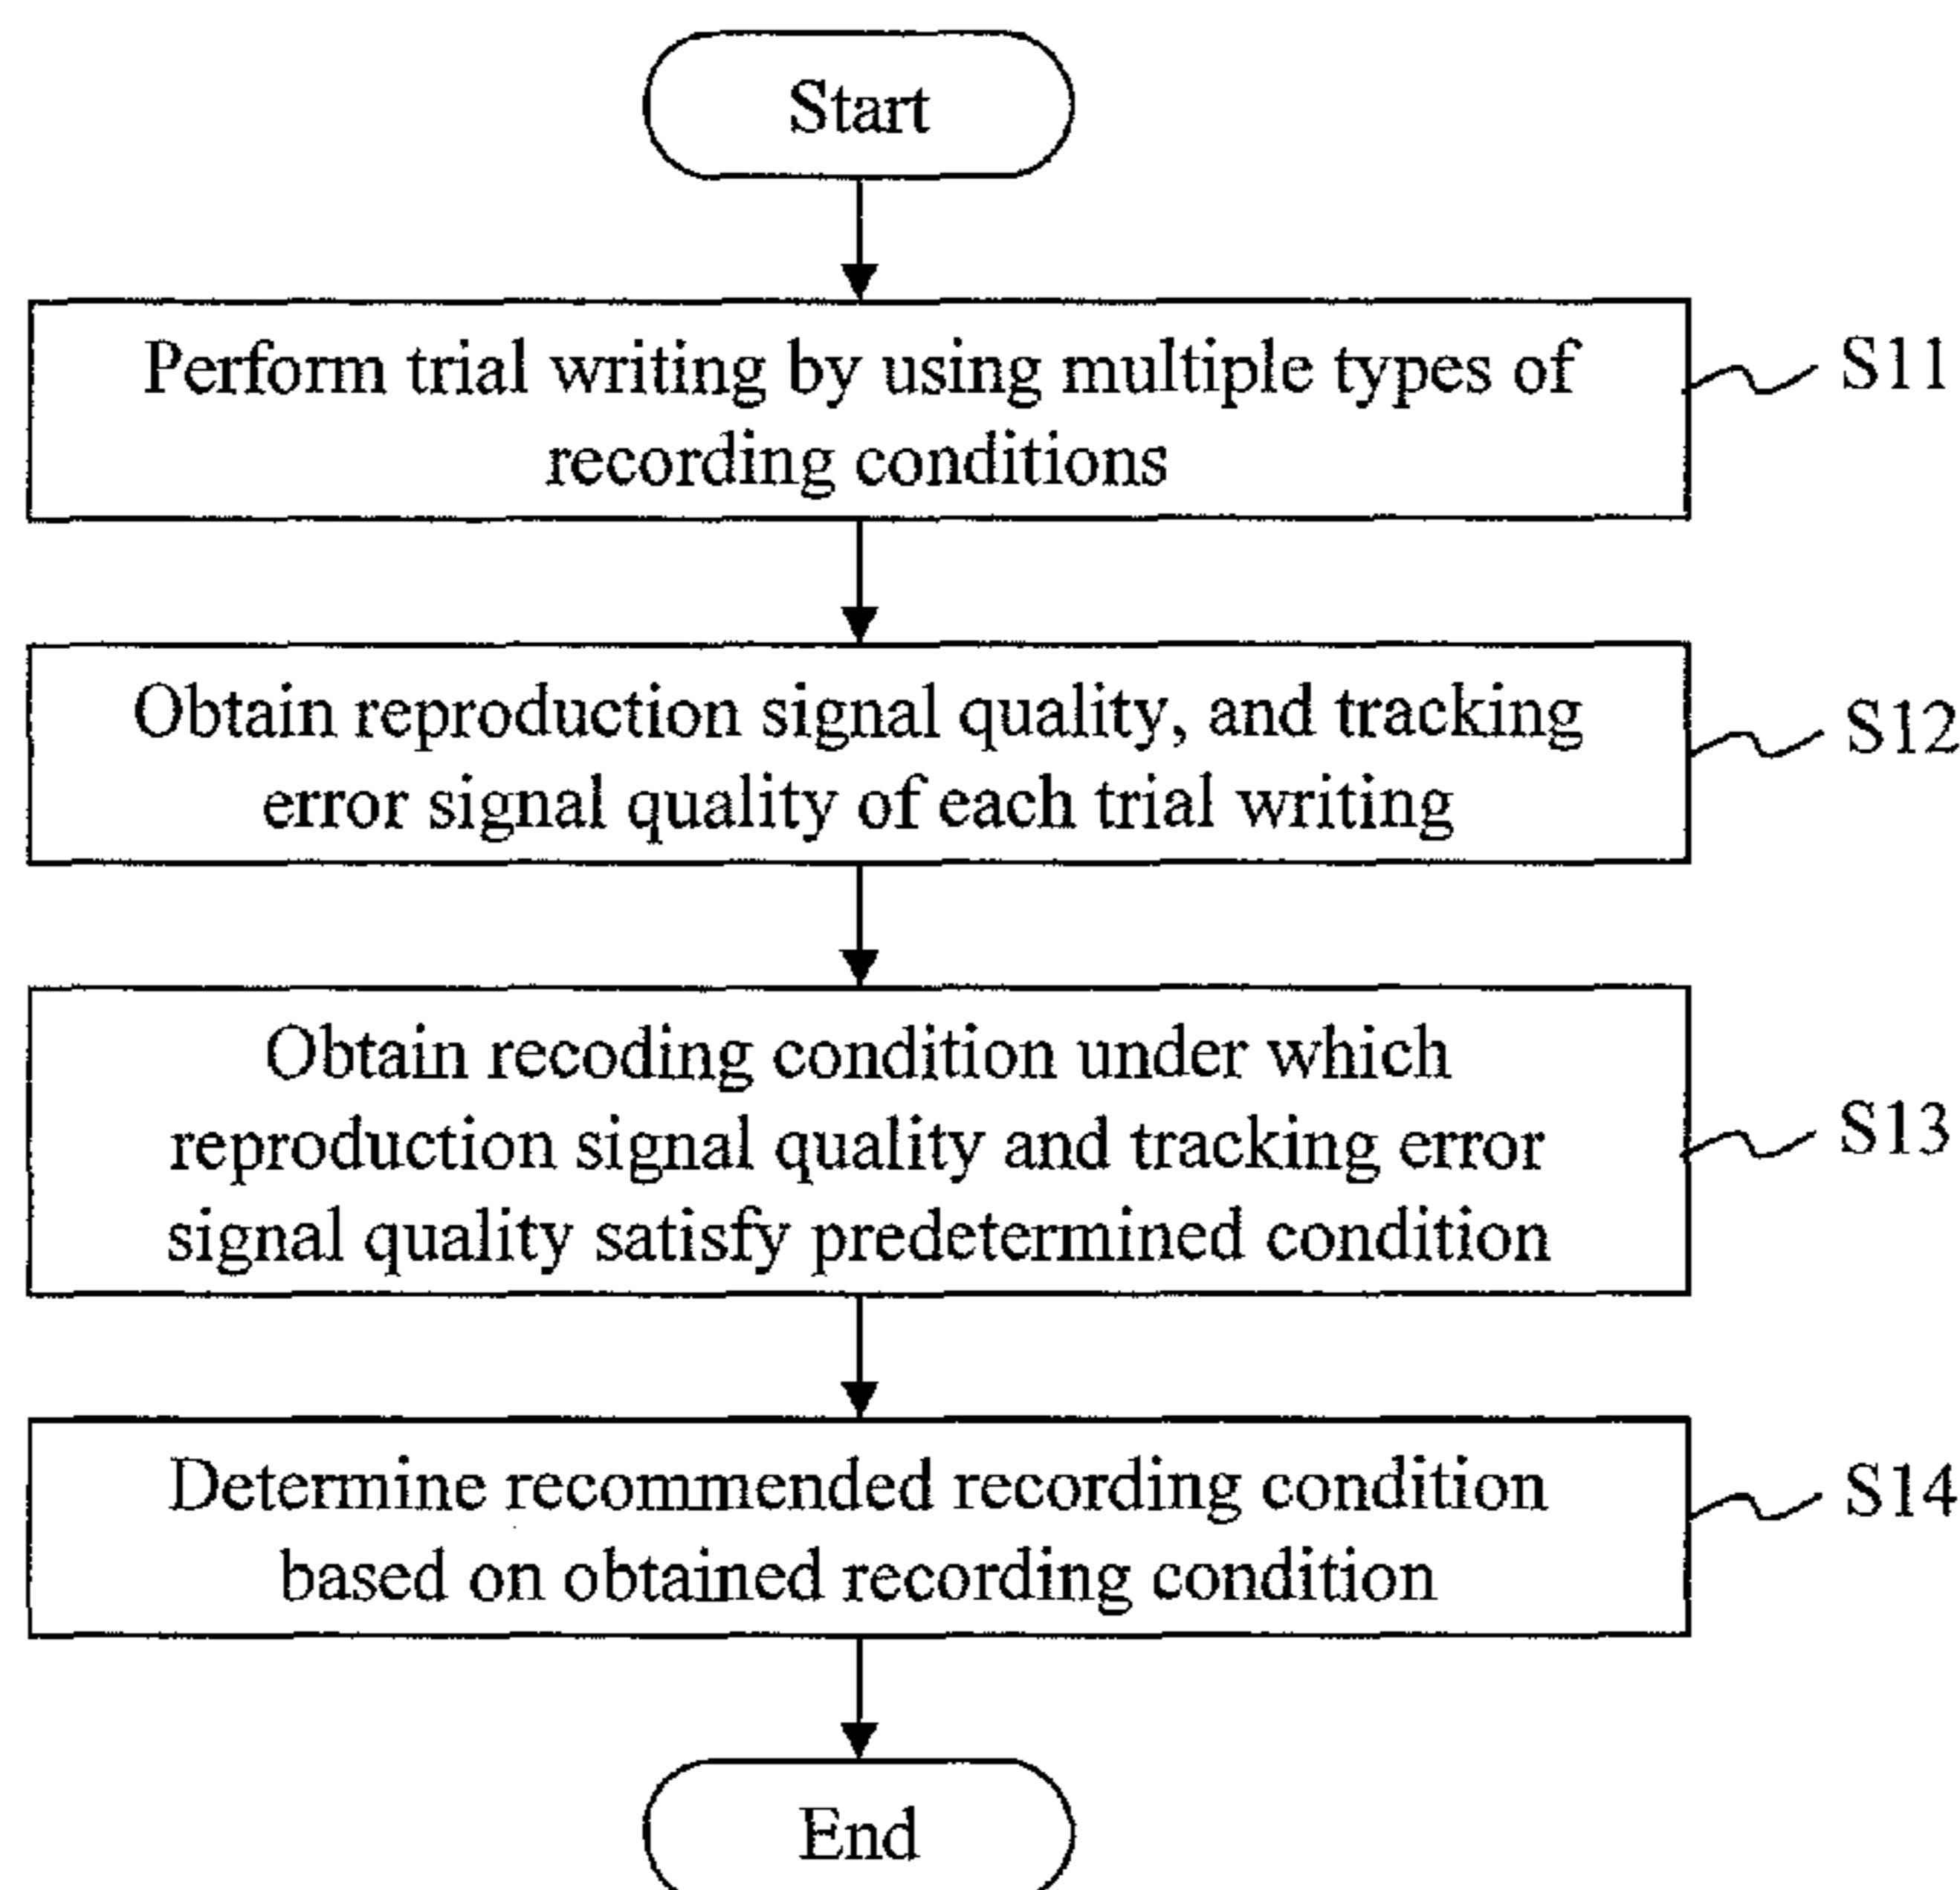 Start
Perform trial writing by using multiple types of
recording conditions
S11
Obtain reproduction signal quality, and tracking
error signal quality of each trial writing
S12
Obtain recoding condition under which
reproduction signal quality and tracking error
signal quality satisfy predetermined condition
S13
Determine recommended recording condition
based on obtained recording condition
S14
End